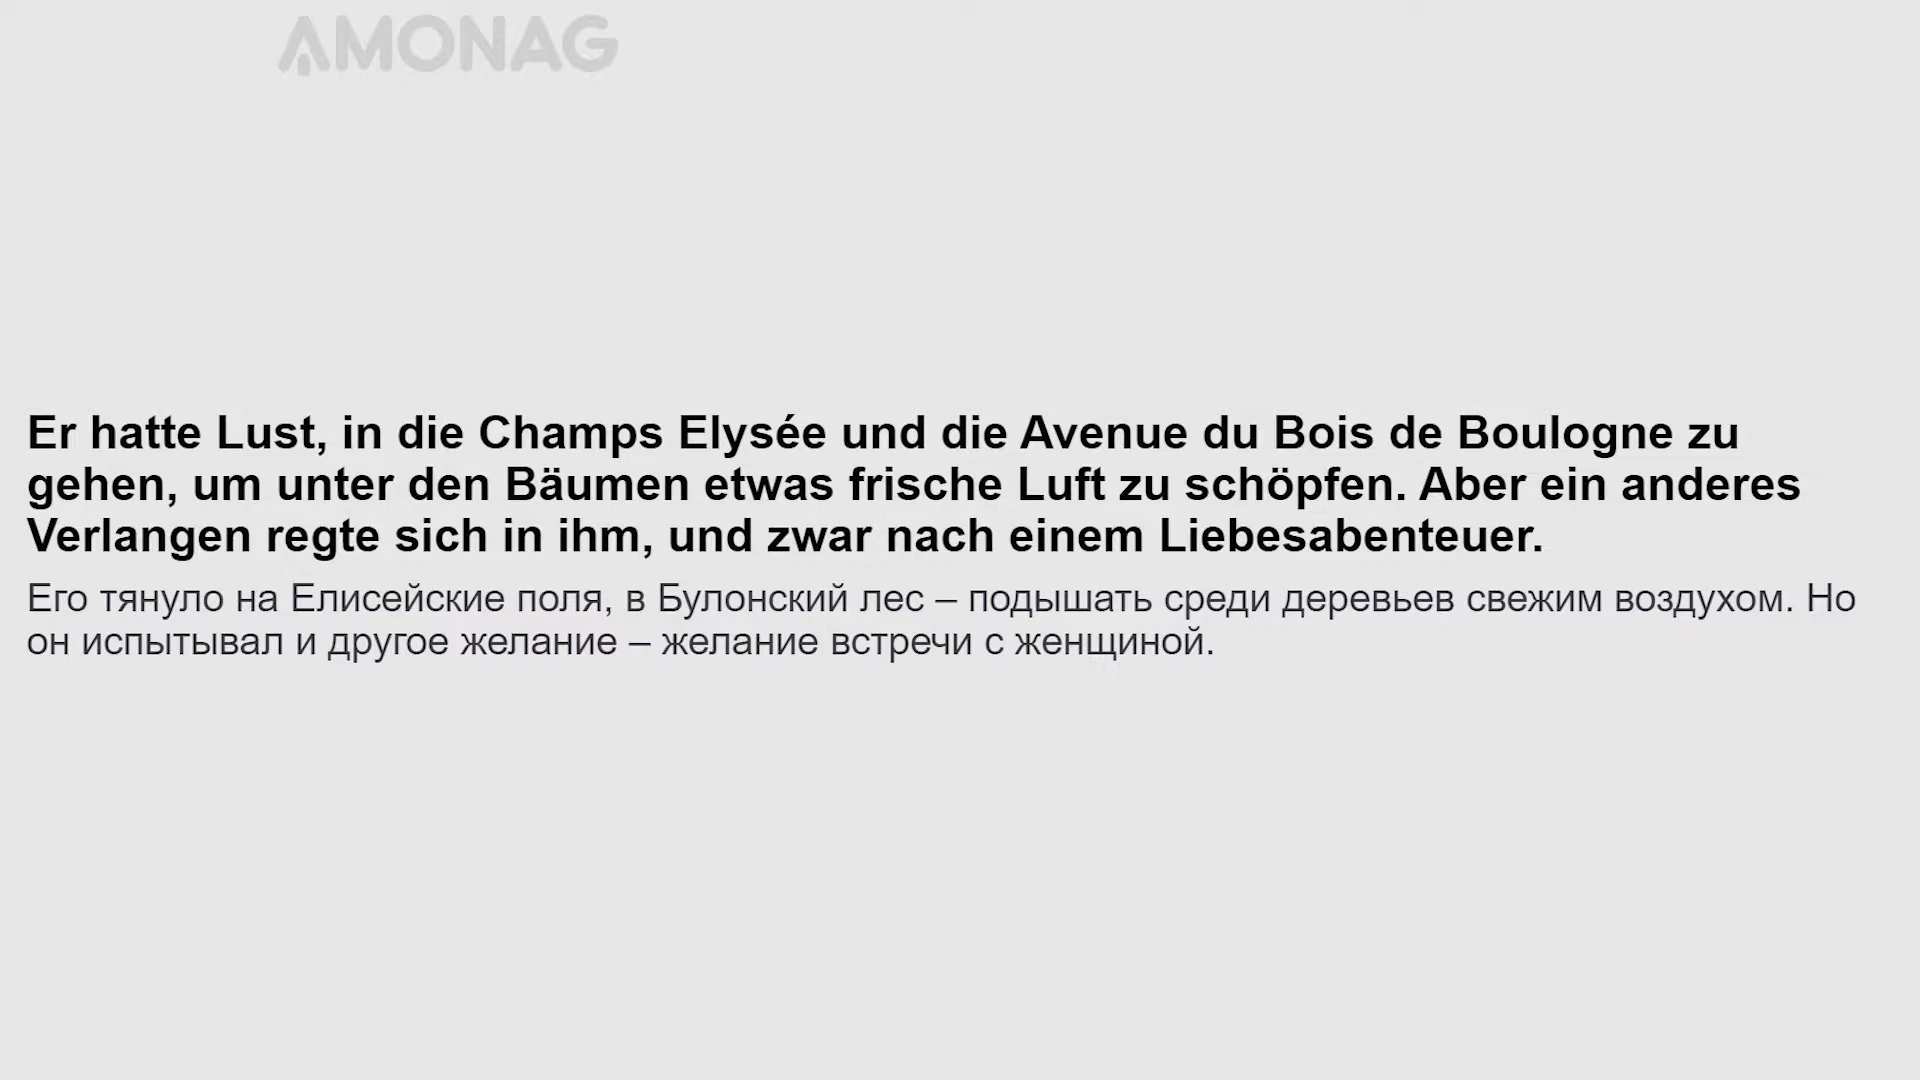 AMONAG
Er hatte Lust, in die Champs Elysée und die Avenue du Bois de Boulogne zu
gehen, um unter den Bäumen etwas frische Luft zu schöpfen. Aber ein anderes
Verlangen regte sich in ihm, und zwar nach einem Liebesabenteuer.
Его тянуло на Елисейские поля, в Булонский лес – подышать среди деревьев свежим воздухом. Но
он испытывал и другое желание – желание встречи с женщиной.